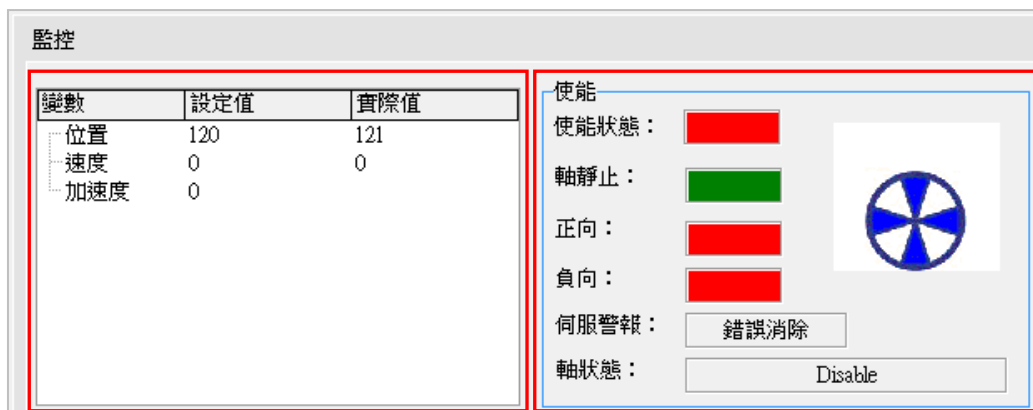 監控
變數 設定值 實際值
位置 120 121
速度 0 0
加速度 0
使能
使能狀態：
軸靜止：
正向：
負向：
伺服警報： 錯誤消除
軸狀態： Disable